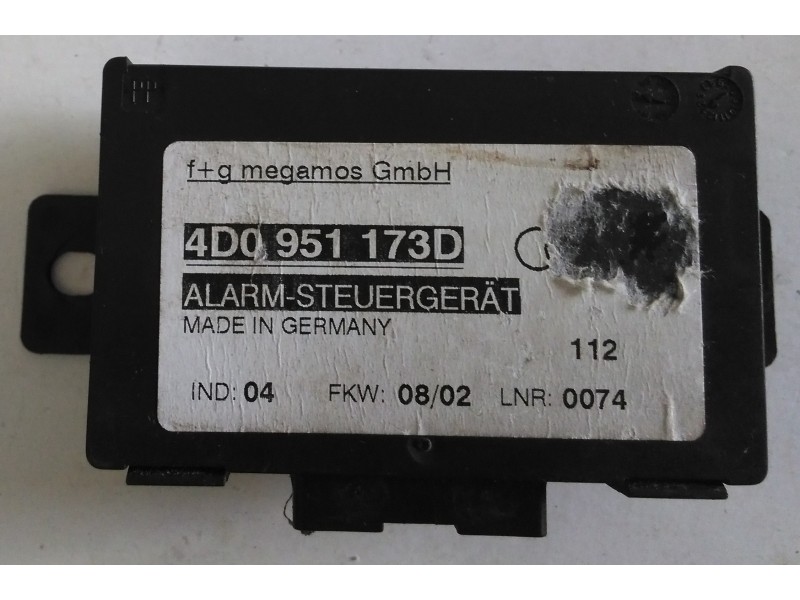 f+g megamos GmbH
4D0 951 173D
ALARM-STEUERGERÄT
MADE IN GERMANY
112
IND: 04 FKW: 08/02 LNR: 0074